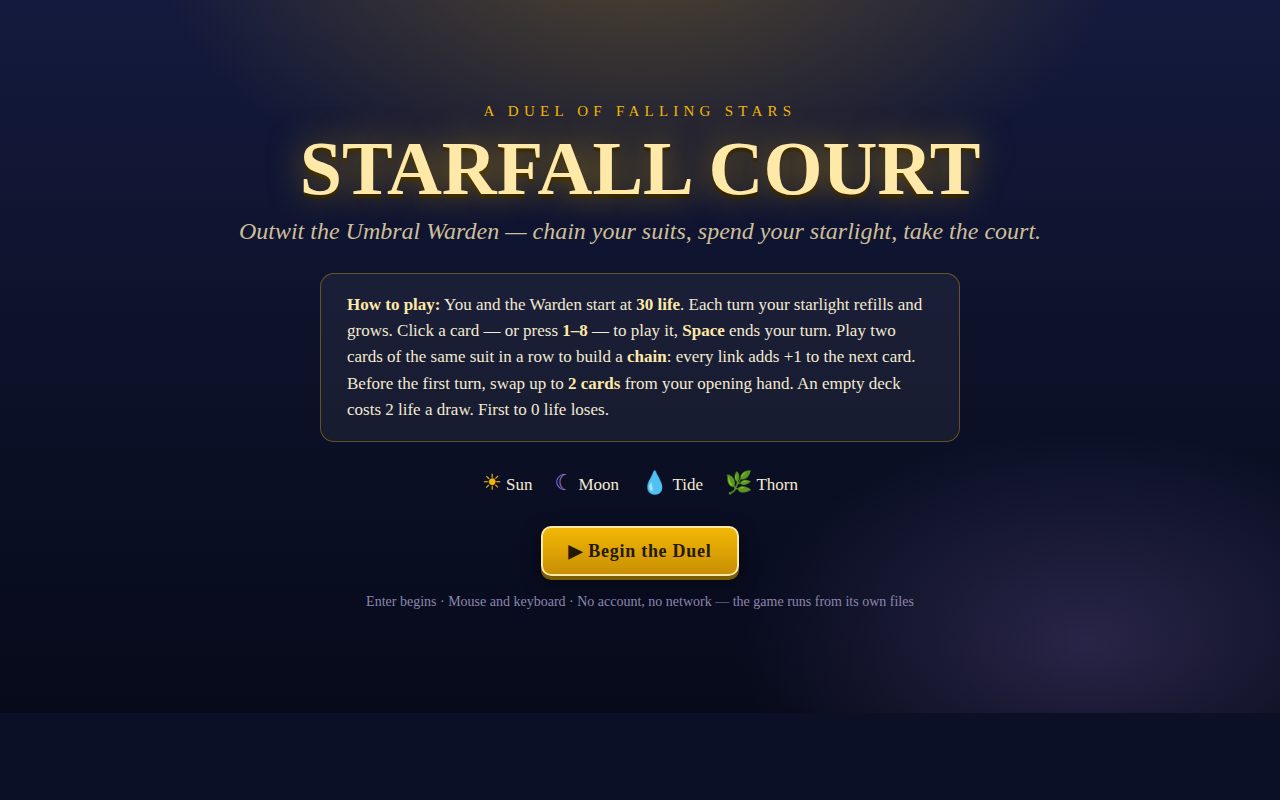 A DUEL OF FALLING STARS
STARFALL COURT
Outwit the Umbral Warden — chain your suits, spend your starlight, take the court.
How to play: You and the Warden start at 30 life. Each turn your starlight refills and
grows. Click a card — or press 1–8 — to play it, Space ends your turn. Play two
cards of the same suit in a row to build a chain: every link adds +1 to the next card.
Before the first turn, swap up to 2 cards from your opening hand. An empty deck
costs 2 life a draw. First to 0 life loses.
☀ Sun ☾ Moon 💧 Tide 🌿 Thorn
▶ Begin the Duel
Enter begins · Mouse and keyboard · No account, no network — the game runs from its own files